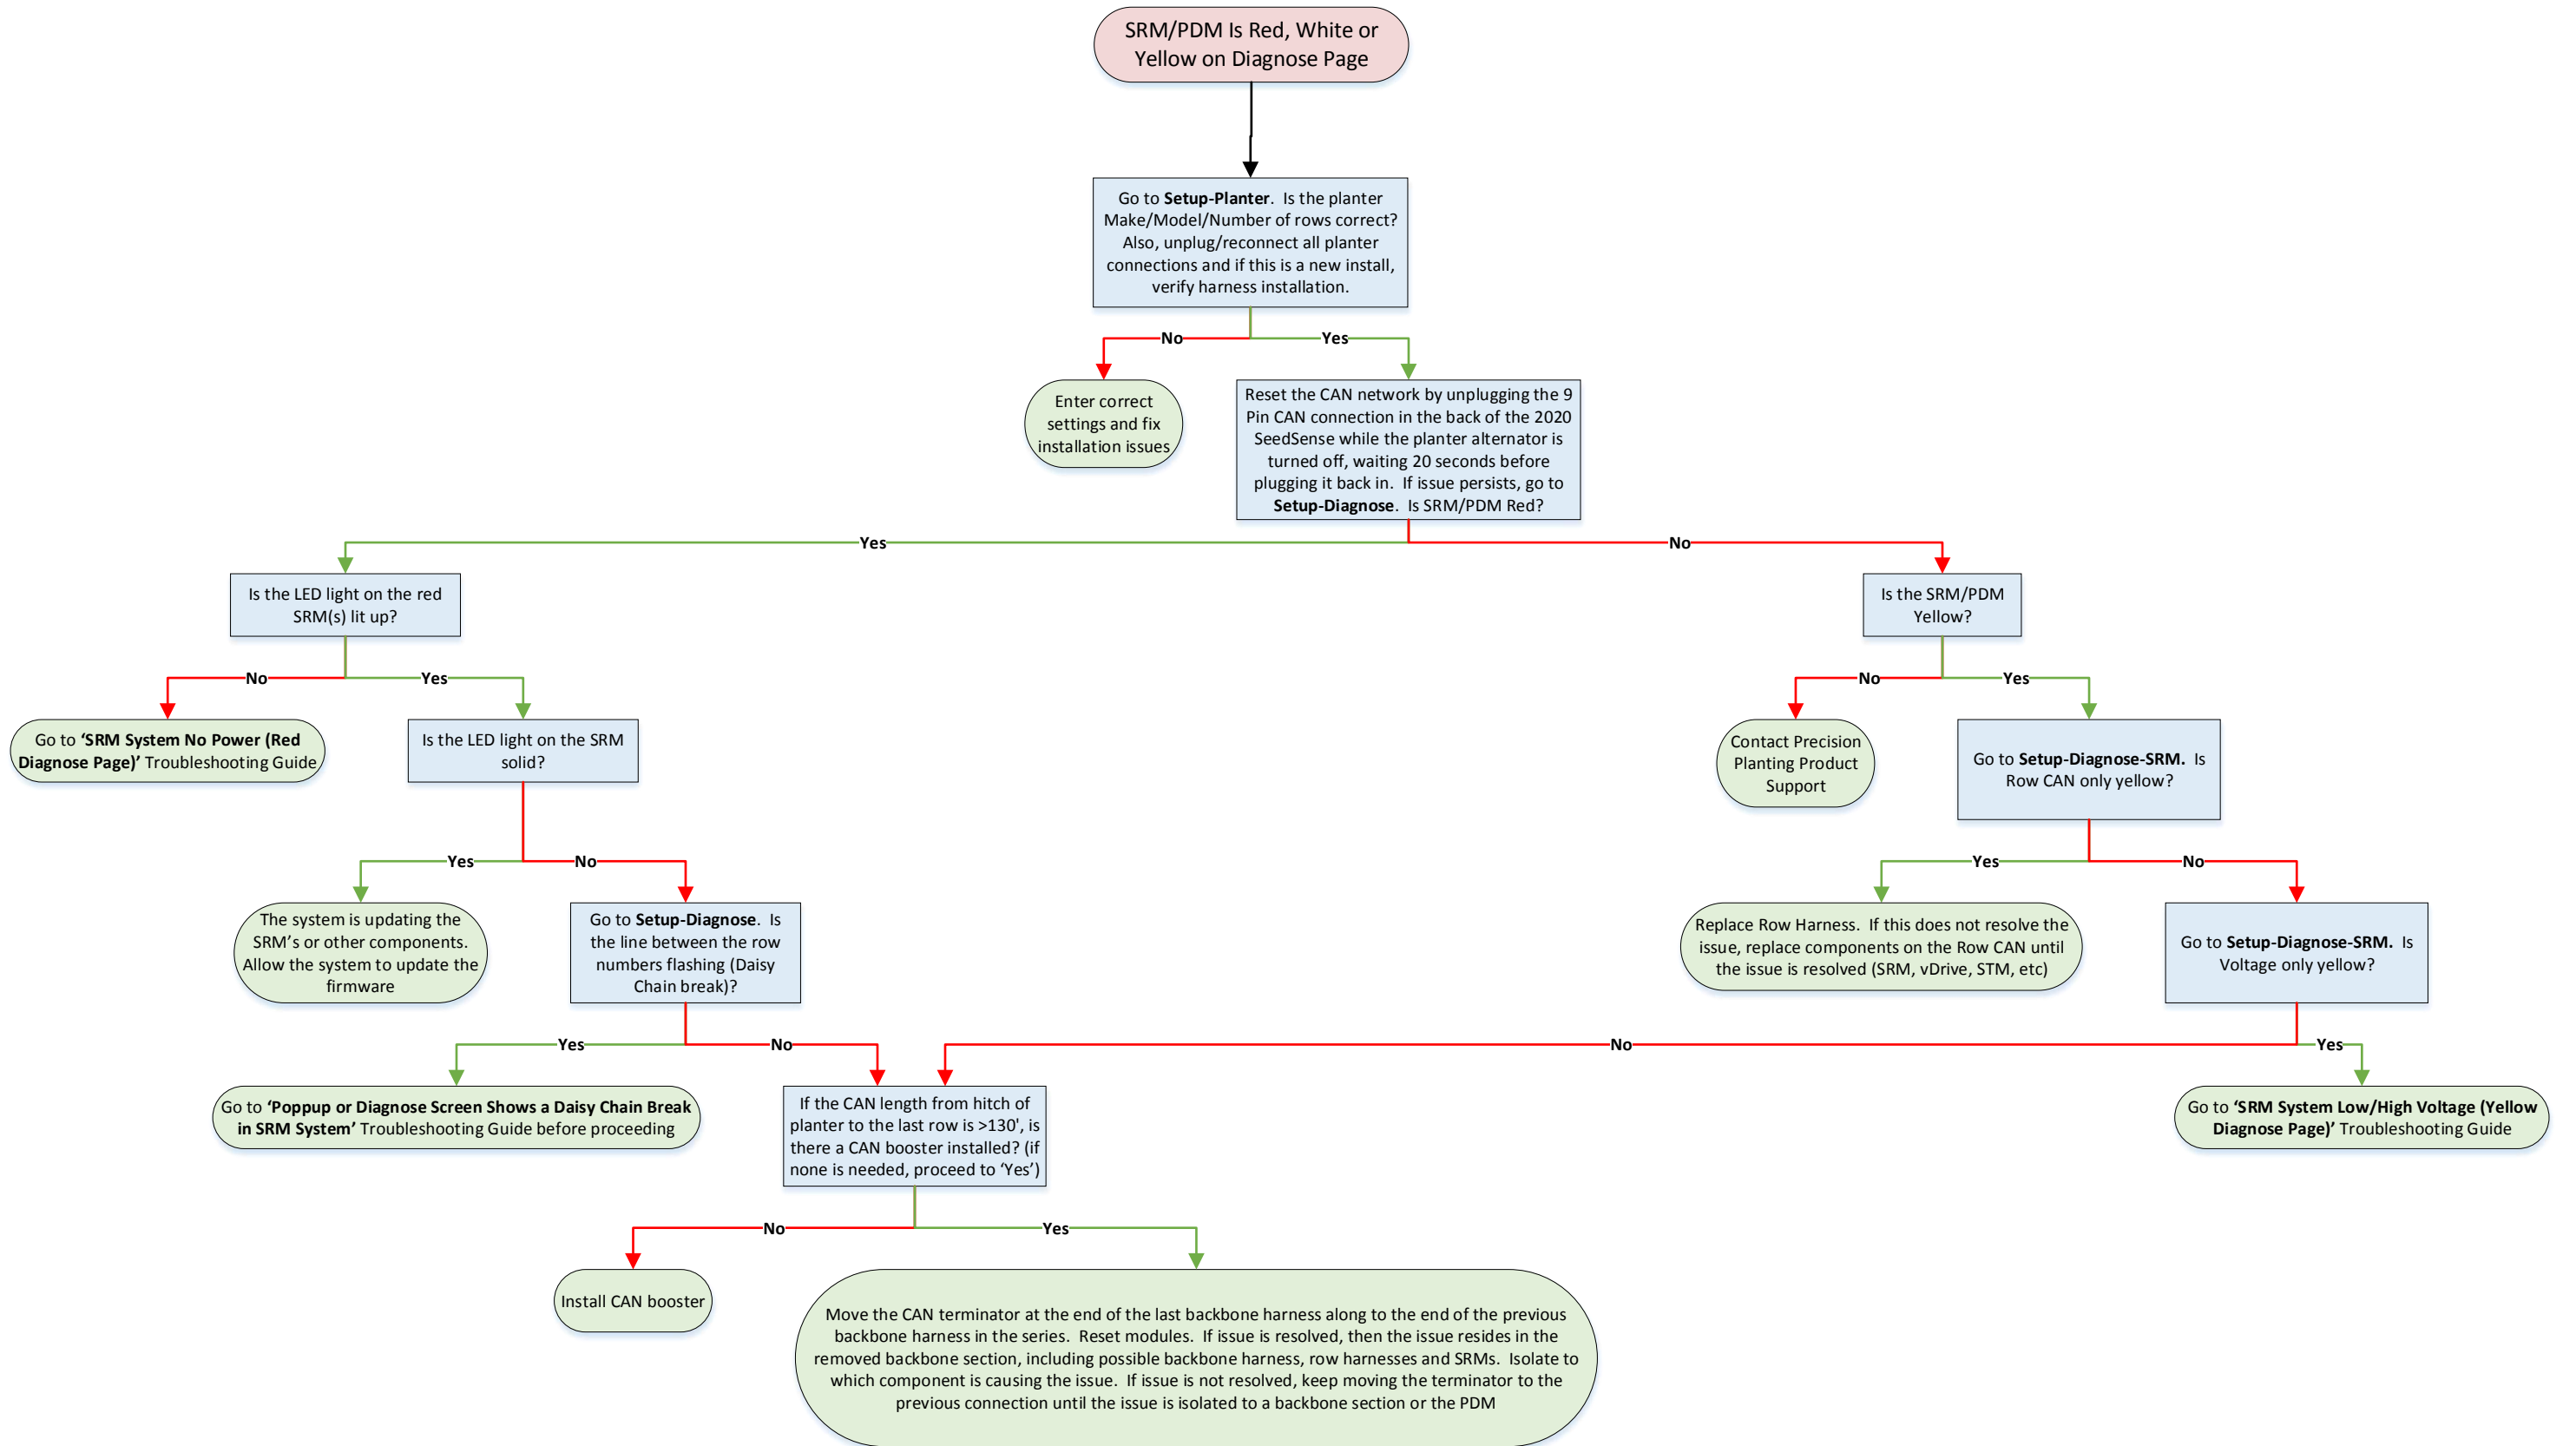 SRM/PDM Is Red, White or
Yellow on Diagnose Page
Go to Setup-Planter.  Is the planter
Make/Model/Number of rows correct?
Also, unplug/reconnect all planter
connections and if this is a new install,
verify harness installation.
No
Yes
Enter correct
settings and fix
installation issues
Reset the CAN network by unplugging the 9
Pin CAN connection in the back of the 2020
SeedSense while the planter alternator is
turned off, waiting 20 seconds before
plugging it back in.  If issue persists, go to
Setup-Diagnose.  Is SRM/PDM Red?
Yes
No
Is the LED light on the red
SRM(s) lit up?
Is the SRM/PDM
Yellow?
No
Yes
No
Yes
Go to ‘SRM System No Power (Red
Diagnose Page)’ Troubleshooting Guide
Is the LED light on the SRM
solid?
Contact Precision
Planting Product
Support
Go to Setup-Diagnose-SRM.  Is
Row CAN only yellow?
Yes
No
Yes
No
The system is updating the
SRM’s or other components.
Allow the system to update the
firmware
Go to Setup-Diagnose.  Is
the line between the row
numbers flashing (Daisy
Chain break)?
Replace Row Harness.  If this does not resolve the
issue, replace components on the Row CAN until
the issue is resolved (SRM, vDrive, STM, etc)
Go to Setup-Diagnose-SRM.  Is
Voltage only yellow?
Yes
No
No
Yes
Go to ‘Poppup or Diagnose Screen Shows a Daisy Chain Break
in SRM System’ Troubleshooting Guide before proceeding
If the CAN length from hitch of
planter to the last row is >130', is
there a CAN booster installed? (if
none is needed, proceed to ‘Yes’)
Go to ‘SRM System Low/High Voltage (Yellow
Diagnose Page)’ Troubleshooting Guide
No
Yes
Install CAN booster
Move the CAN terminator at the end of the last backbone harness along to the end of the previous
backbone harness in the series.  Reset modules.  If issue is resolved, then the issue resides in the
removed backbone section, including possible backbone harness, row harnesses and SRMs.  Isolate to
which component is causing the issue.  If issue is not resolved, keep moving the terminator to the
previous connection until the issue is isolated to a backbone section or the PDM